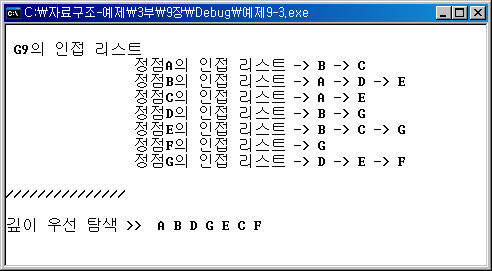 C:\자료구조-예제\3부\9장\Debug\예제9-3.exe
G9의 인접 리스트
정점A의 인접 리스트 -> B -> C
정점B의 인접 리스트 -> A -> D -> E
정점C의 인접 리스트 -> A -> E
정점D의 인접 리스트 -> B -> G
정점E의 인접 리스트 -> B -> C -> G
정점F의 인접 리스트 -> G
정점G의 인접 리스트 -> D -> E -> F
///////////////
깊이 우선 탐색 >> A B D G E C F